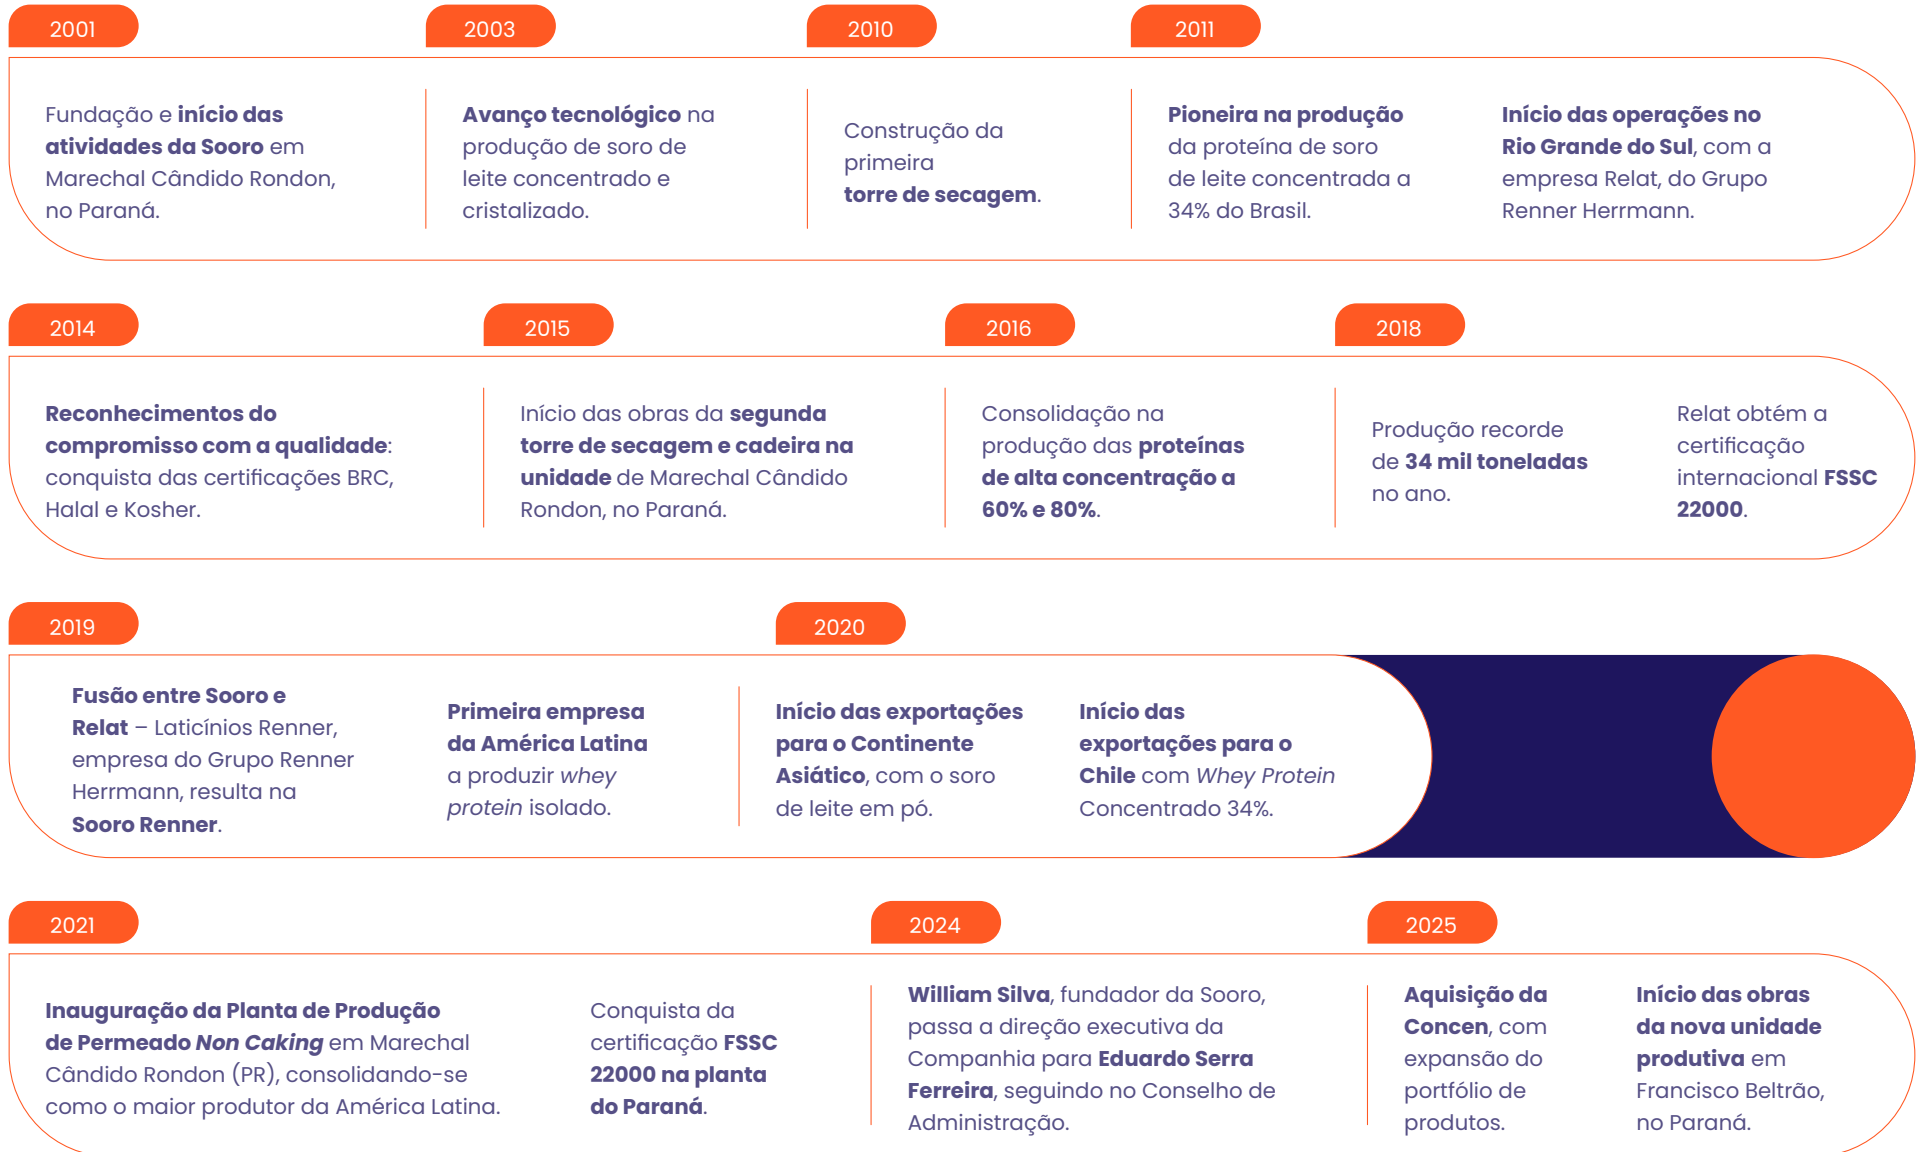 2001
Fundação e início das
atividades da Sooro em
Marechal Cândido Rondon,
no Paraná.
2003
Avanço tecnológico na
produção de soro de
leite concentrado e
cristalizado.
2010
Construção da
primeira
torre de secagem.
2011
Pioneira na produção
da proteína de soro
de leite concentrada a
34% do Brasil.
Início das operações no
Rio Grande do Sul, com a
empresa Relat, do Grupo
Renner Herrmann.
2014
Reconhecimentos do
compromisso com a qualidade:
conquista das certificações BRC,
Halal e Kosher.
2015
Início das obras da segunda
torre de secagem e cadeira na
unidade de Marechal Cândido
Rondon, no Paraná.
2016
Consolidação na
produção das proteínas
de alta concentração a
60% e 80%.
2018
Produção recorde
de 34 mil toneladas
no ano.
Relat obtém a
certificação
internacional FSSC
22000.
2019
Fusão entre Sooro e
Relat – Laticínios Renner,
empresa do Grupo Renner
Herrmann, resulta na
Sooro Renner.
Primeira empresa
da América Latina
a produzir whey
protein isolado.
2020
Início das exportações
para o Continente
Asiático, com o soro
de leite em pó.
Início das
exportações para o
Chile com Whey Protein
Concentrado 34%.
2021
Inauguração da Planta de Produção
de Permeado Non Caking em Marechal
Cândido Rondon (PR), consolidando-se
como o maior produtor da América Latina.
Conquista da
certificação FSSC
22000 na planta
do Paraná.
2024
William Silva, fundador da Sooro,
passa a direção executiva da
Companhia para Eduardo Serra
Ferreira, seguindo no Conselho de
Administração.
2025
Aquisição da
Concen, com
expansão do
portfólio de
produtos.
Início das obras
da nova unidade
produtiva em
Francisco Beltrão,
no Paraná.